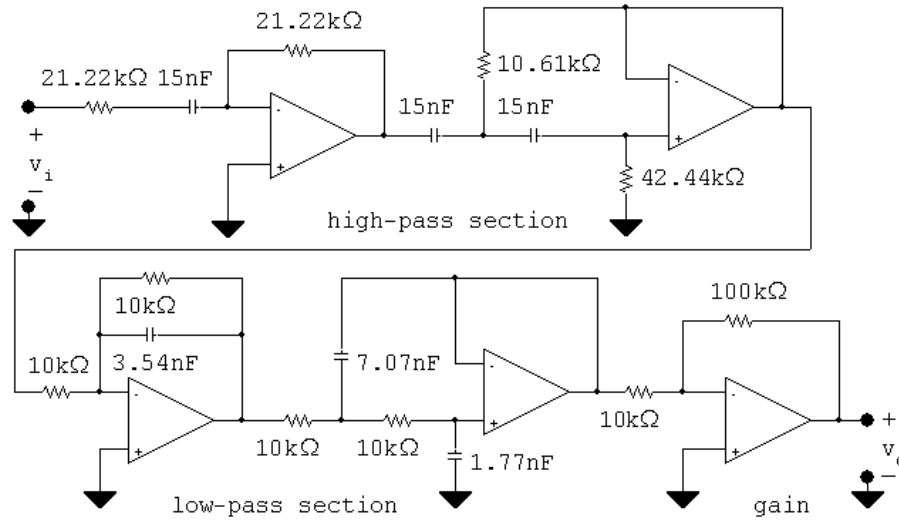 21.22kΩ
21.22kΩ
15nF
10.61kΩ
15nF
15nF
-
-
+
+
+
v i
–
42.44kΩ
high-pass section
10kΩ
100kΩ
10kΩ
3.54nF
7.07nF
-
-
-
10kΩ
+
+
+
+
10kΩ
10kΩ
1.77nF
v o
–
low-pass section
gain